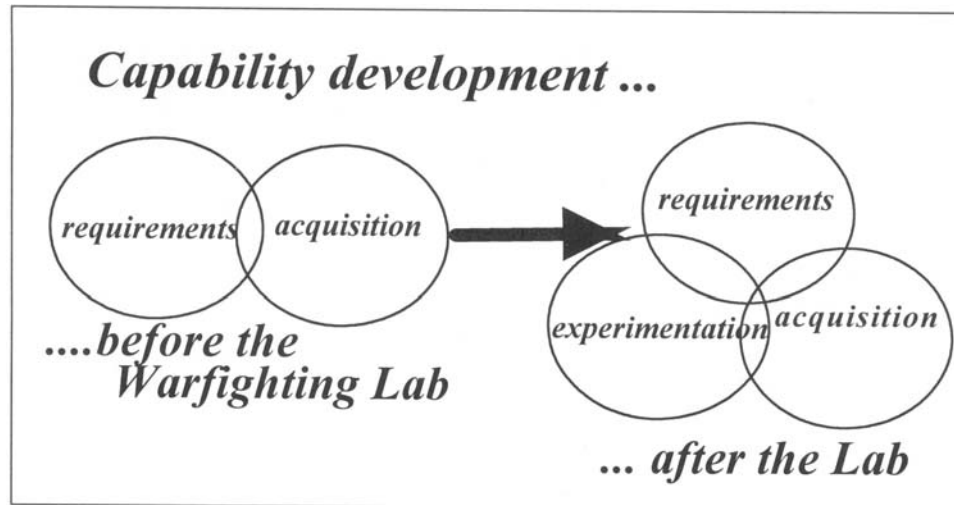 Capability development ...
requirements
acquisition
....before the
Warfighting Lab
requirements
experimentation
acquisition
... after the Lab